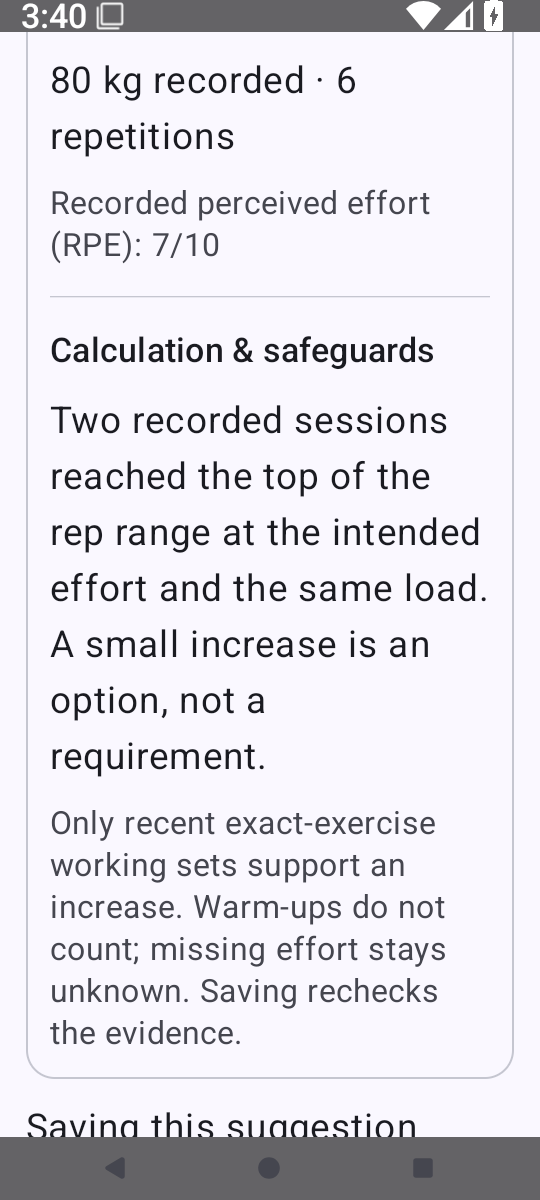 3:40
80 kg recorded · 6
repetitions
Recorded perceived effort
(RPE): 7/10
Calculation & safeguards
Two recorded sessions
reached the top of the
rep range at the intended
effort and the same load.
A small increase is an
option, not a
requirement.
Only recent exact-exercise
working sets support an
increase. Warm-ups do not
count; missing effort stays
unknown. Saving rechecks
the evidence.
Saving this suggestion